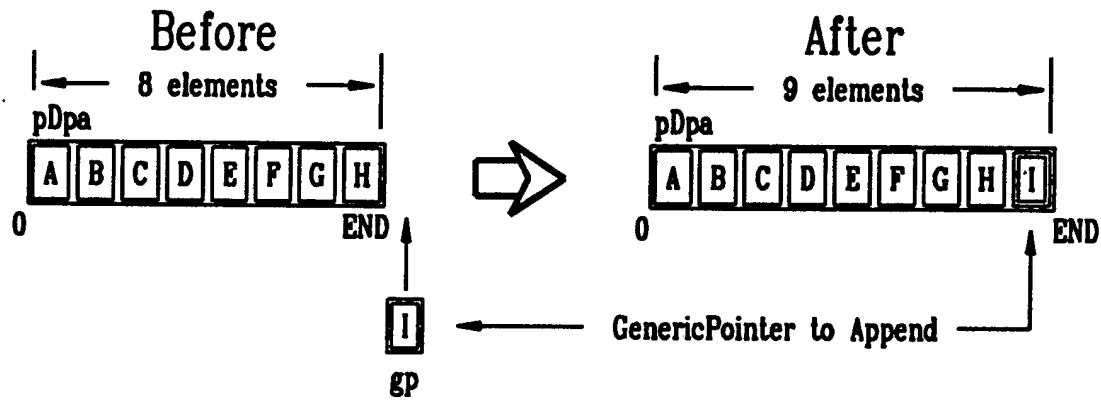 Before
After
8 elements
9 elements
pDpa
pDpa
A B C D E F G H
A B C D E F G H I
0
END
0
END
I
GenericPointer to Append
gp